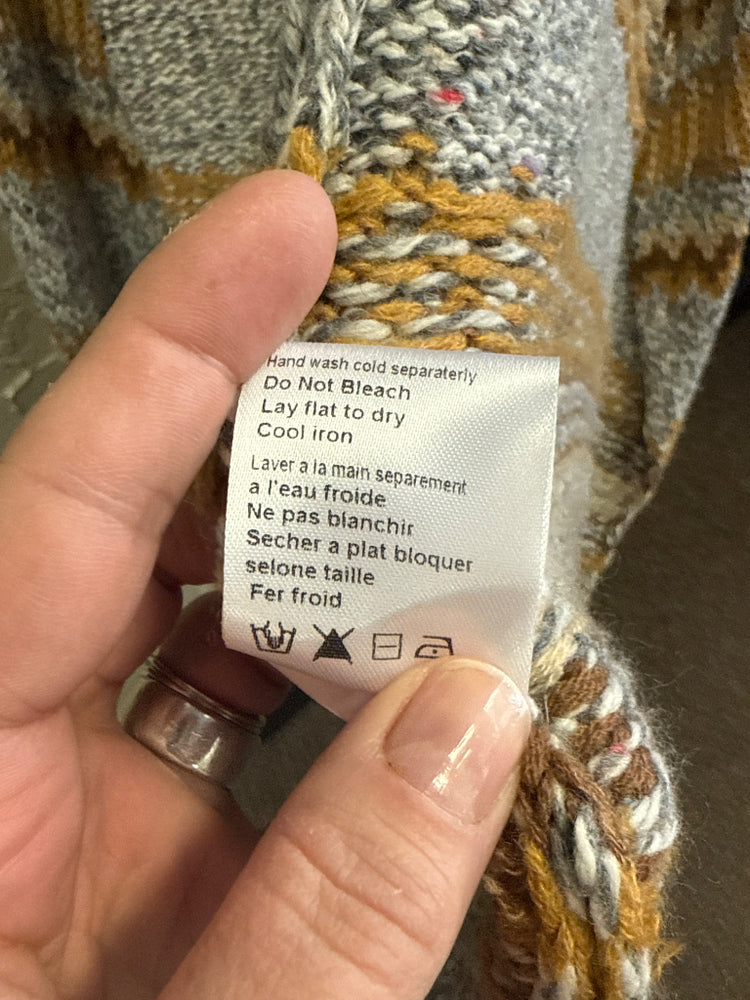 Hand wash cold separaterly
Do Not Bleach
Lay flat to dry
Cool iron
Laver a la main separement
a l'eau froide
Ne pas blanchir
Secher a plat bloquer
selone taille
Fer froid